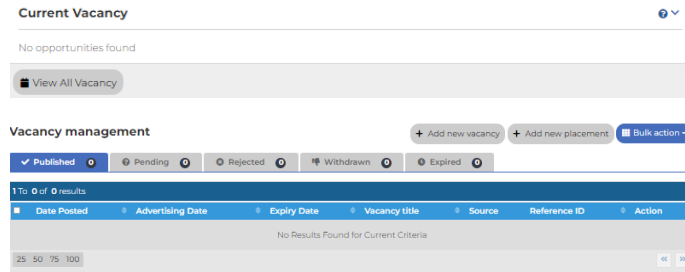 Current Vacancy
No opportunities found
View All Vacancy
Vacancy management
+ Add new vacancy + Add new placement Bulk action
Published 0 Pending 0 Rejected 0 Withdrawn 0 Expired 0
1 To 0 of 0 results
Date Posted Advertising Date Expiry Date Vacancy title Source Reference ID Action
No Results Found for Current Criteria
25 50 75 100 « »